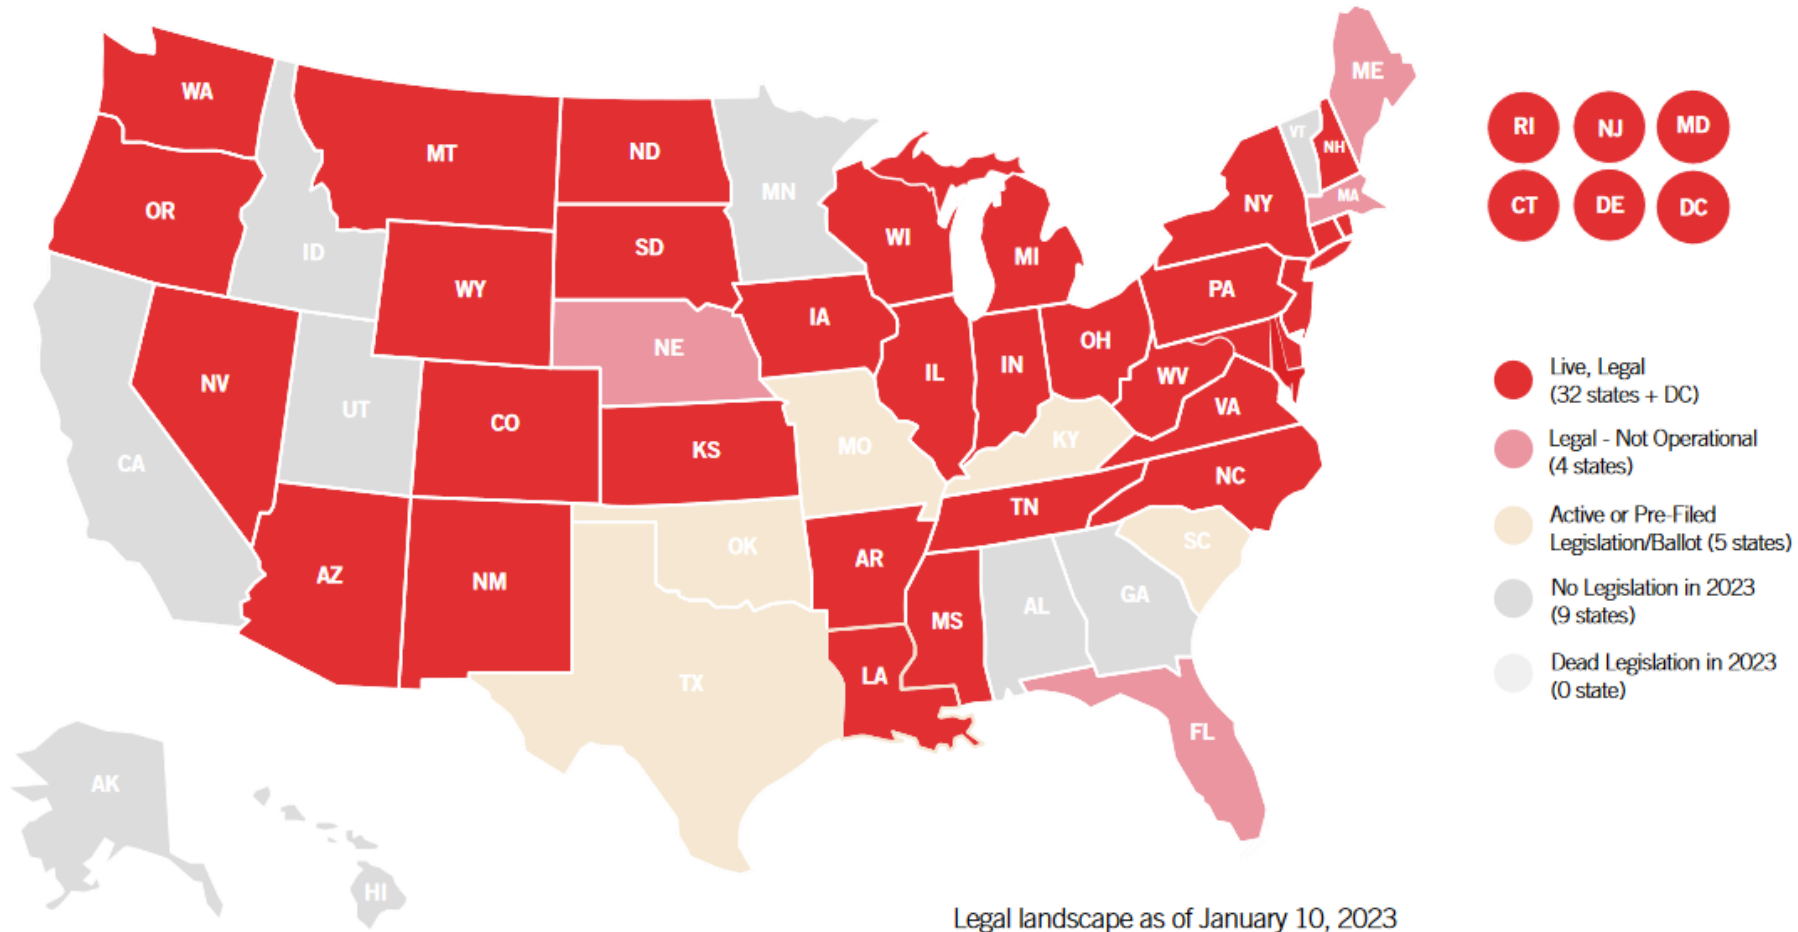 WA
OR
CA
NV
ID
MT
WY
UT
CO
AZ
NM
ND
SD
NE
KS
OK
TX
MN
IA
MO
AR
LA
WI
IL
MI
IN
OH
KY
TN
MS
AL
GA
FL
SC
NC
VA
WV
PA
NY
VT
NH
ME
MA
AK
HI
RI NJ MD
CT DE DC
Live, Legal
(32 states + DC)
Legal - Not Operational
(4 states)
Active or Pre-Filed
Legislation/Ballot (5 states)
No Legislation in 2023
(9 states)
Dead Legislation in 2023
(0 state)
Legal landscape as of January 10, 2023